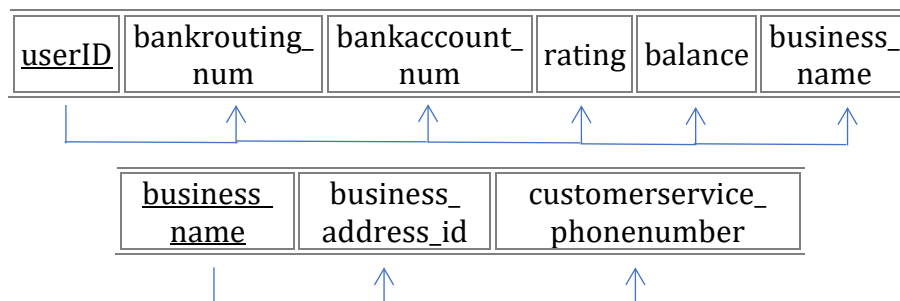 userID bankrouting_ bankaccount_ rating balance business_
num num name
business_ business_ customerservice_
name address_id phonenumber